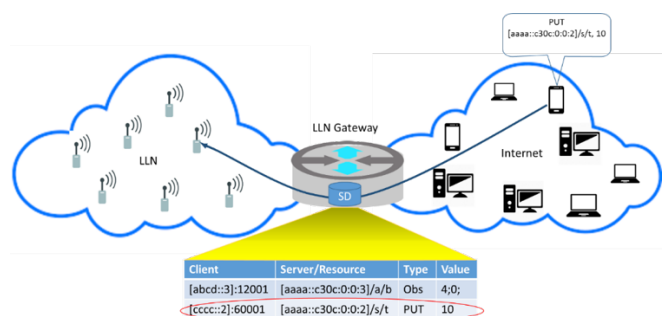 PUT
[aaaa::c30c:0:0:2]/s/t, 10
LLN Gateway
LLN
Internet
SD
Client Server/Resource Type Value
[abcd::3]:12001 [aaaa::c30c:0:0:3]/a/b Obs 4;0;
[cccc::2]:60001 [aaaa::c30c:0:0:2]/s/t PUT 10